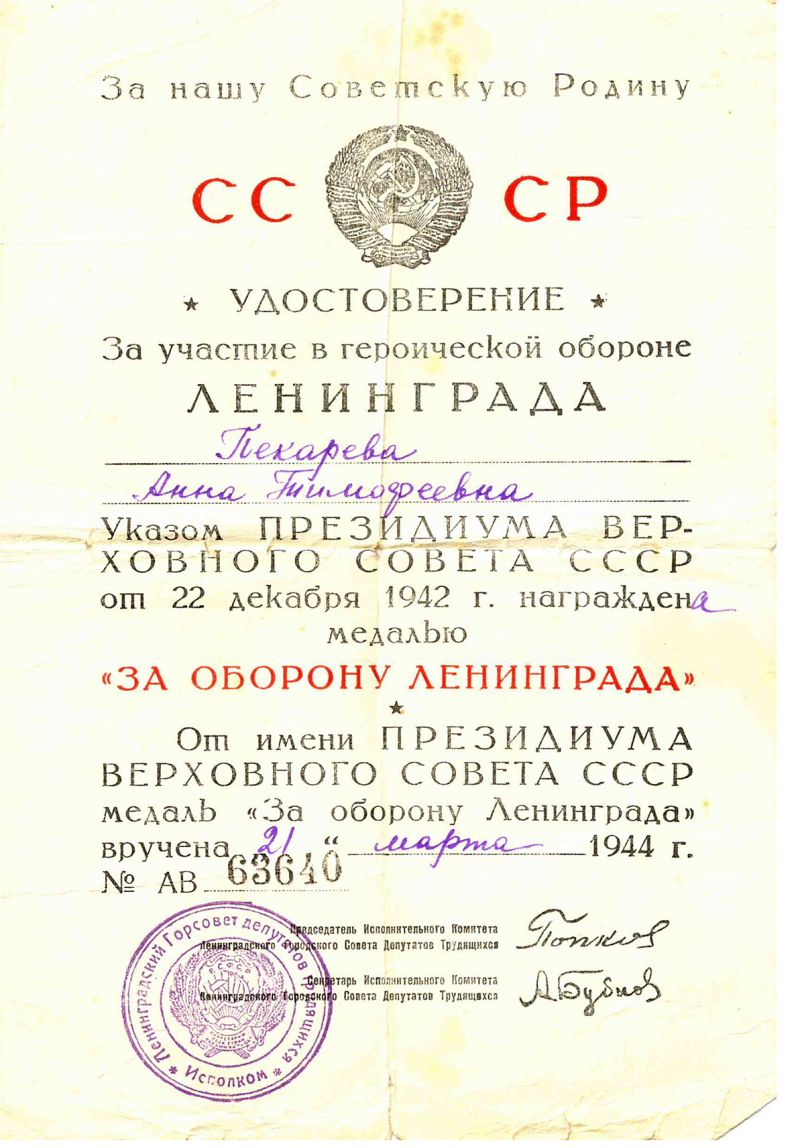 За нашу Советскую Родину
СССР
★ УДОСТОВЕРЕНИЕ ★
За участие в героической обороне
ЛЕНИНГРАДА
Пекарева
Анна Тимофеевна
Указом ПРЕЗИДИУМА ВЕР-
ХОВНОГО СОВЕТА СССР
от 22 декабря 1942 г. награждена
медалью
«ЗА ОБОРОНУ ЛЕНИНГРАДА»
★
От имени ПРЕЗИДИУМА
ВЕРХОВНОГО СОВЕТА СССР
медаль «За оборону Ленинграда»
вручена „21“ марта 1944 г.
№ АВ 63640
Председатель Исполнительного Комитета
Ленинградского Городского Совета Депутатов Трудящихся
Попков
Секретарь Исполнительного Комитета
Ленинградского Городского Совета Депутатов Трудящихся
А Бубнов
Ленинградский Горсовет депутатов трудящихся
★ Исполком ★